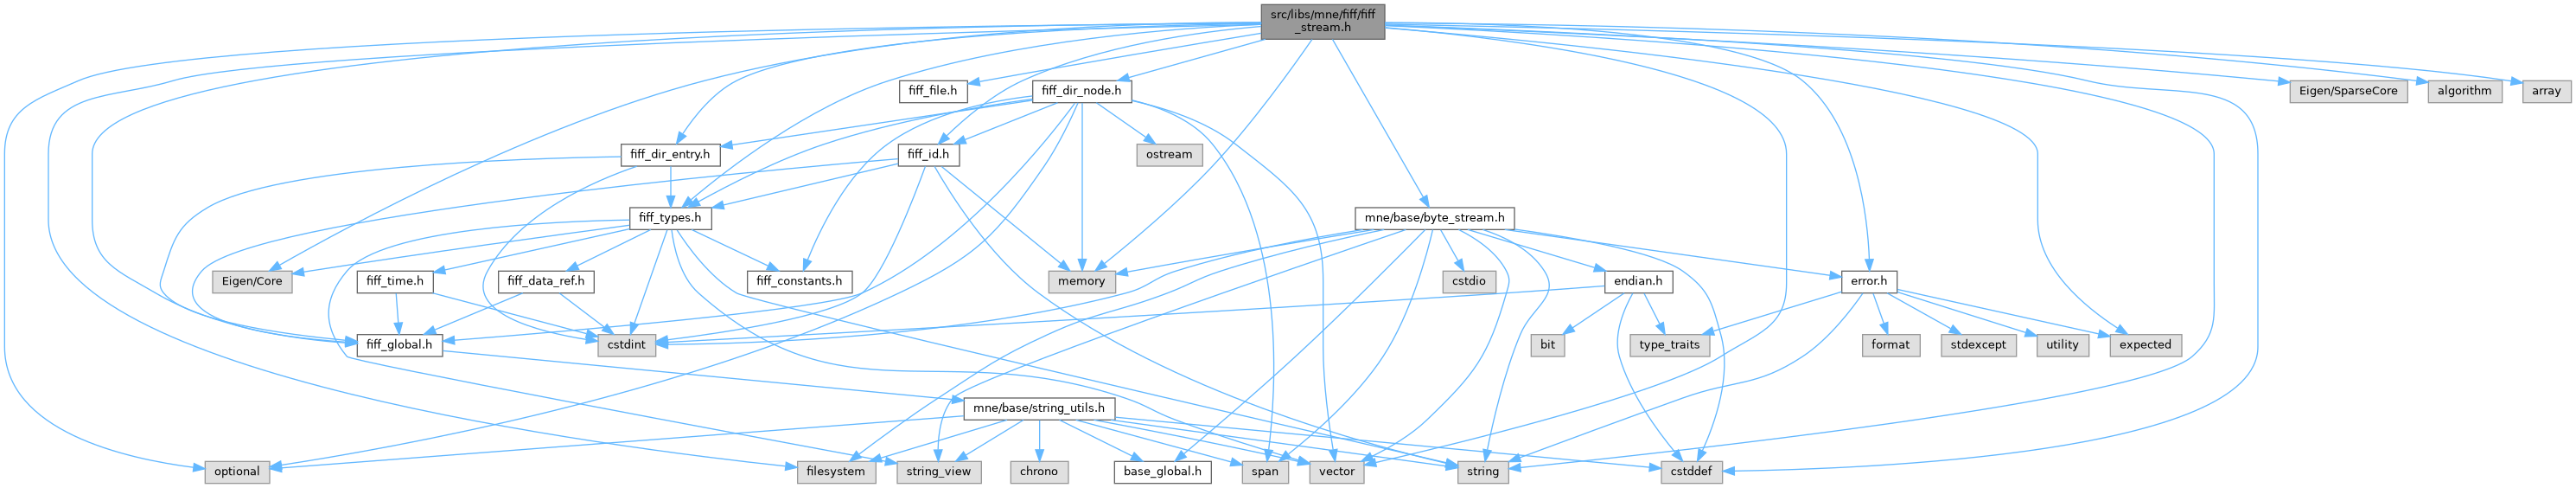 src/libs/mne/fiff/fiff
_stream.h
fiff_file.h
fiff_dir_node.h
Eigen/SparseCore
algorithm
array
fiff_dir_entry.h
fiff_id.h
ostream
fiff_types.h
mne/base/byte_stream.h
Eigen/Core
fiff_time.h
fiff_data_ref.h
fiff_constants.h
memory
cstdio
endian.h
error.h
fiff_global.h
cstdint
bit
type_traits
format
stdexcept
utility
expected
mne/base/string_utils.h
optional
filesystem
string_view
chrono
base_global.h
span
vector
string
cstddef